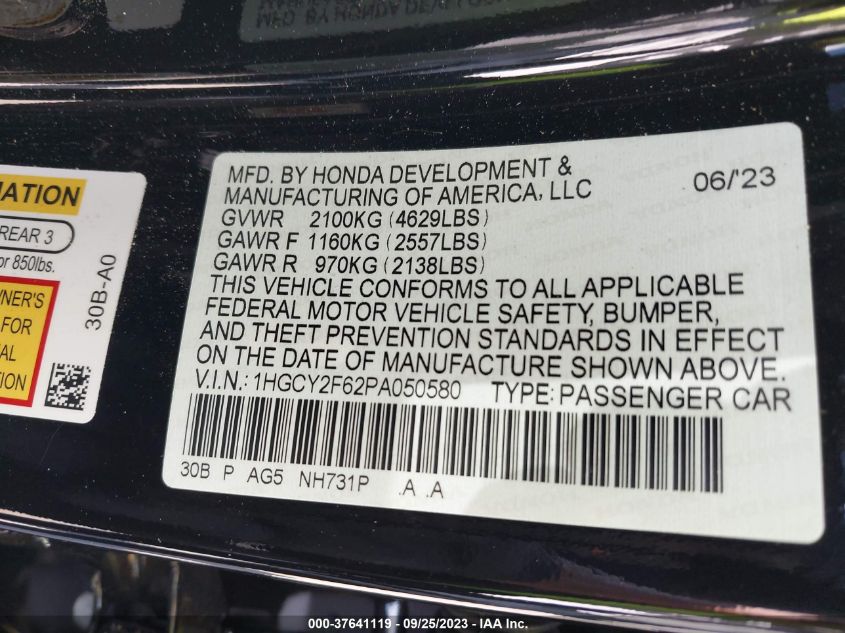 MFD. BY HONDA DEVELOPMENT &
MANUFACTURING OF AMERICA, LLC
06/'23
GVWR 2100KG (4629LBS)
GAWR F 1160KG (2557LBS)
GAWR R 970KG (2138LBS)
THIS VEHICLE CONFORMS TO ALL APPLICABLE
FEDERAL MOTOR VEHICLE SAFETY, BUMPER,
AND THEFT PREVENTION STANDARDS IN EFFECT
ON THE DATE OF MANUFACTURE SHOWN ABOVE.
V.I.N.: 1HGCY2F62PA050580 TYPE: PASSENGER CAR
30B P AG5 NH731P .A .A
REAR 3
or 850lbs.
30B-A0
FOR
000-37641119 - 09/25/2023 - IAAI.com